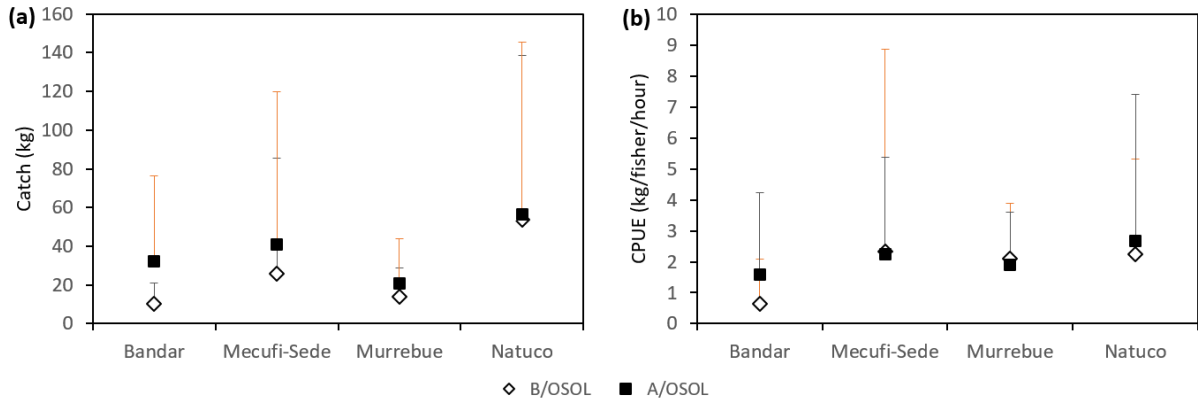 (a)
Catch (kg)
160
140
120
100
80
60
40
20
0
Bandar Mecufi-Sede Murrebue Natuco
(b)
CPUE (kg/fisher/hour)
10
9
8
7
6
5
4
3
2
1
0
Bandar Mecufi-Sede Murrebue Natuco
B/OSOL A/OSOL